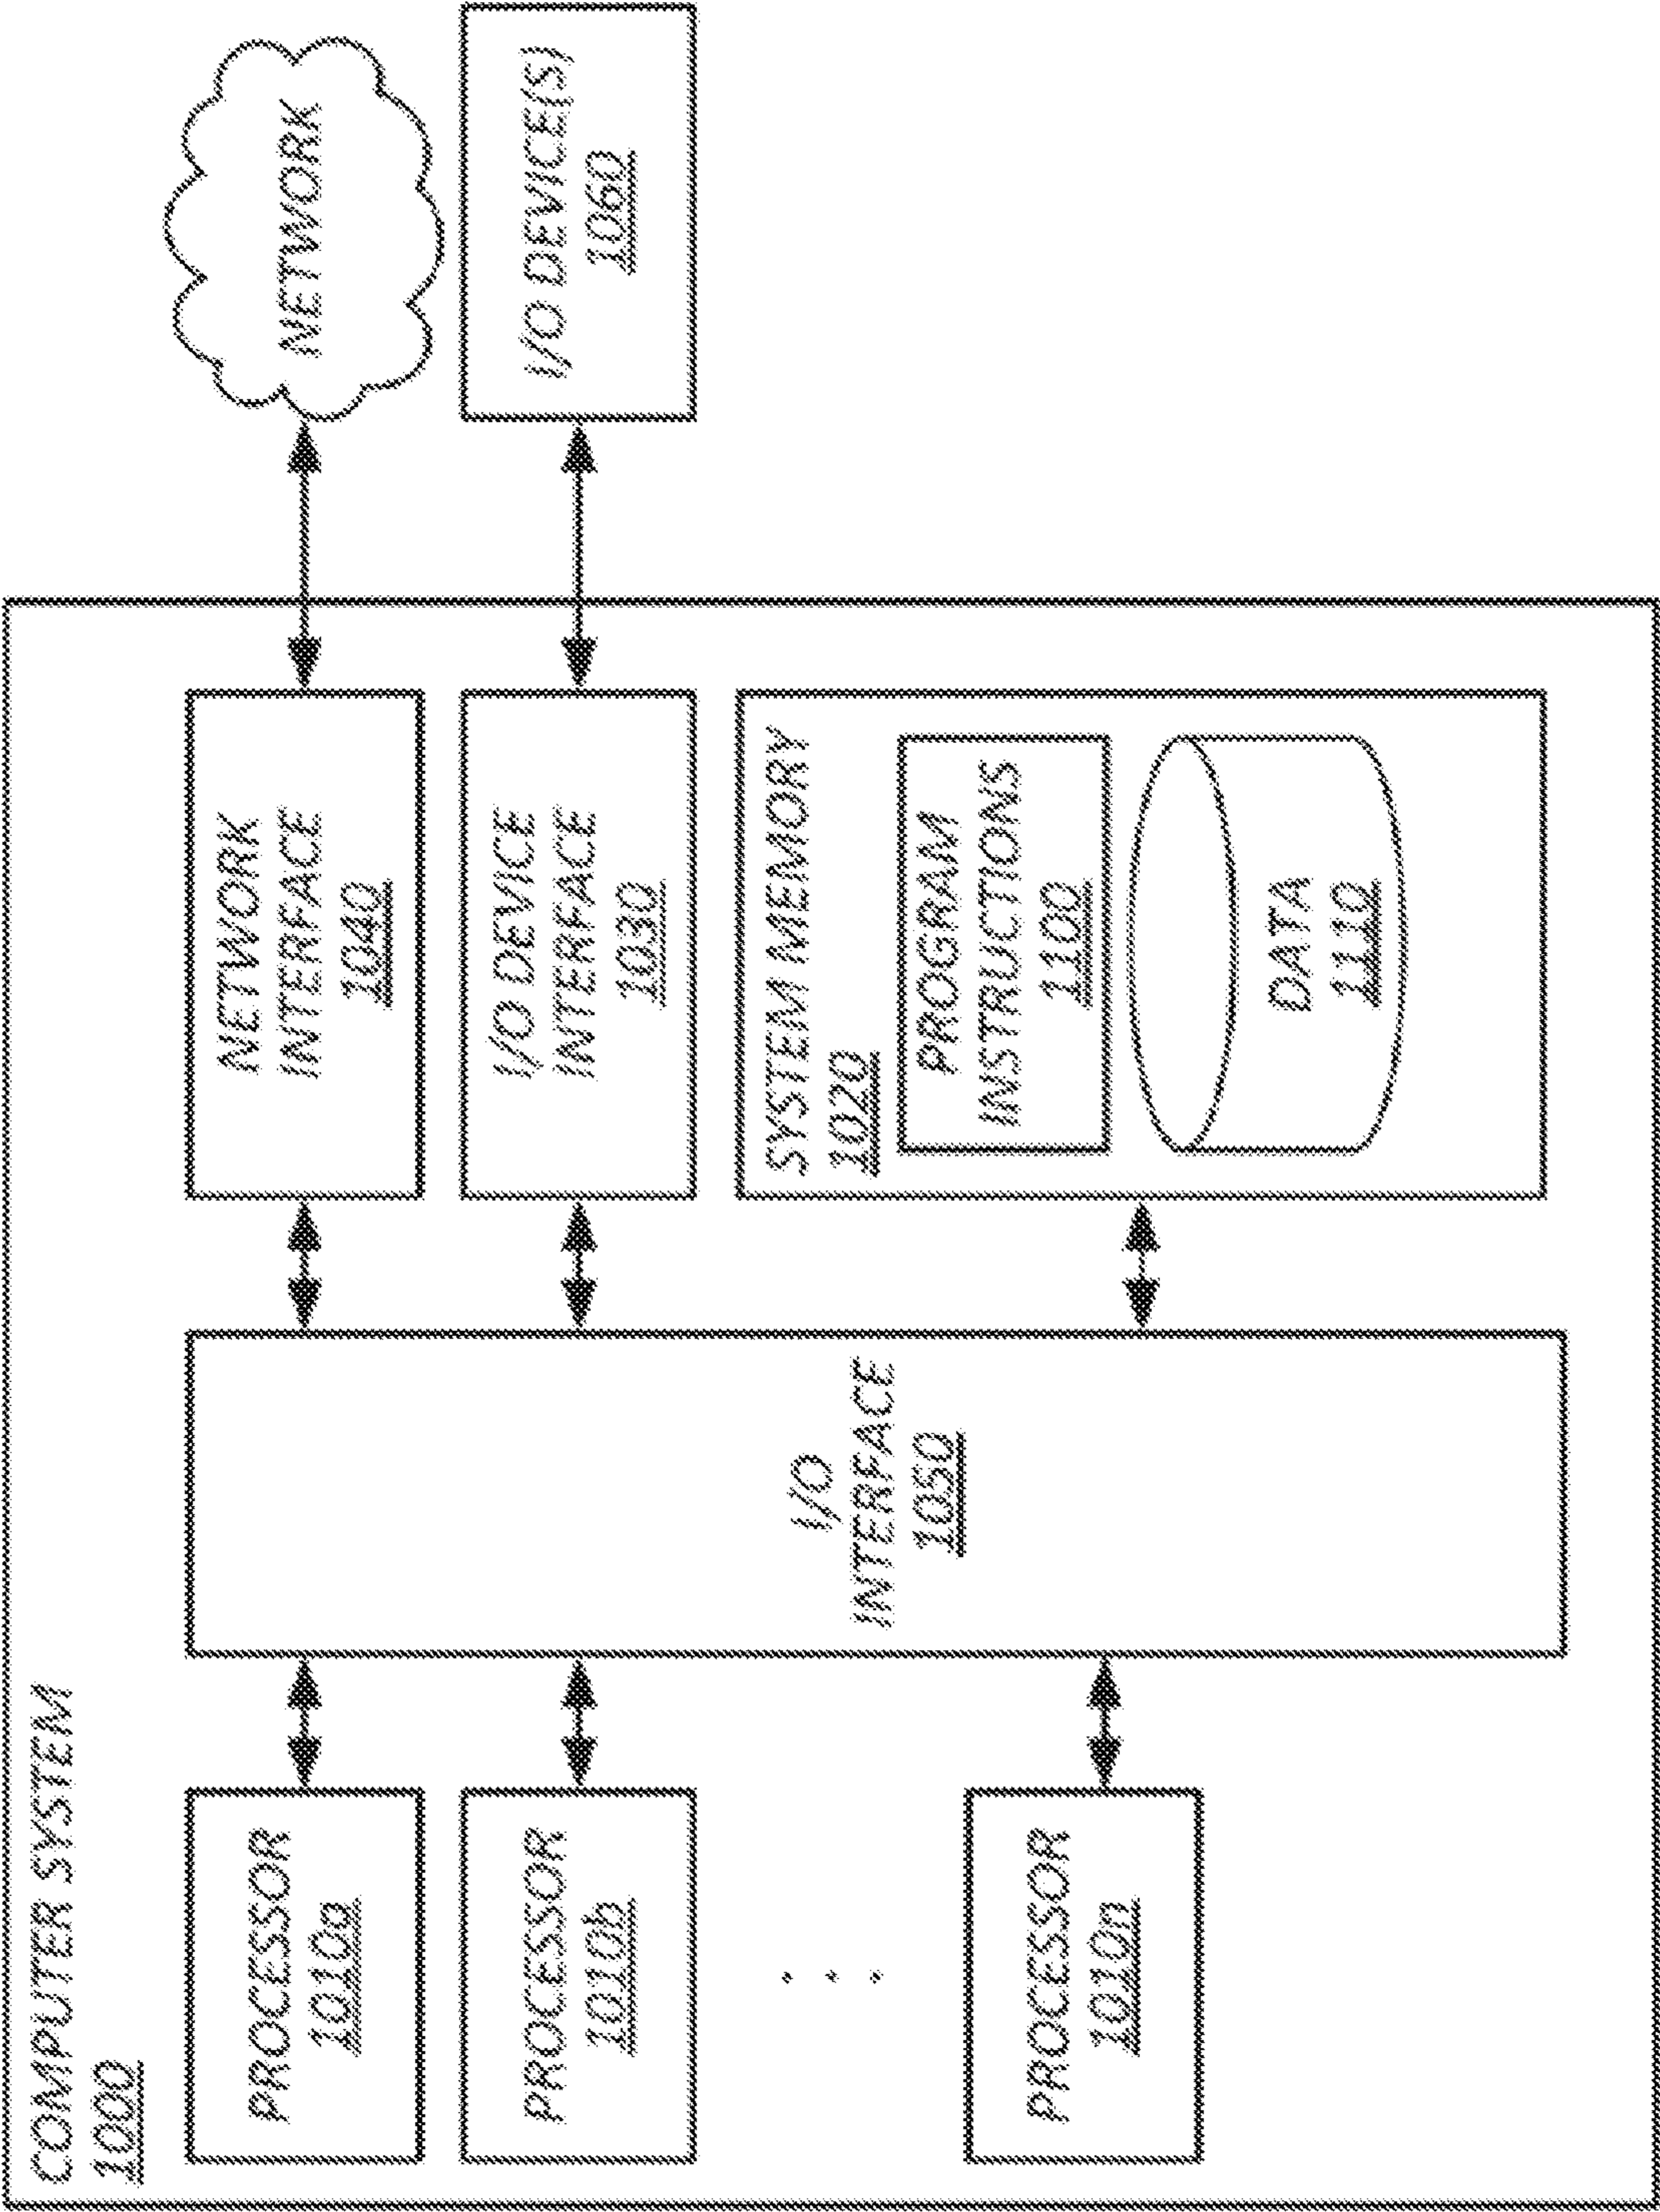 COMPUTER SYSTEM
1000
PROCESSOR
1010a
PROCESSOR
1010b
. . .
PROCESSOR
1010n
I/O
INTERFACE
1050
NETWORK
INTERFACE
1040
I/O DEVICE
INTERFACE
1030
SYSTEM MEMORY
1020
PROGRAM
INSTRUCTIONS
1100
DATA
1110
NETWORK
I/O DEVICE(S)
1060